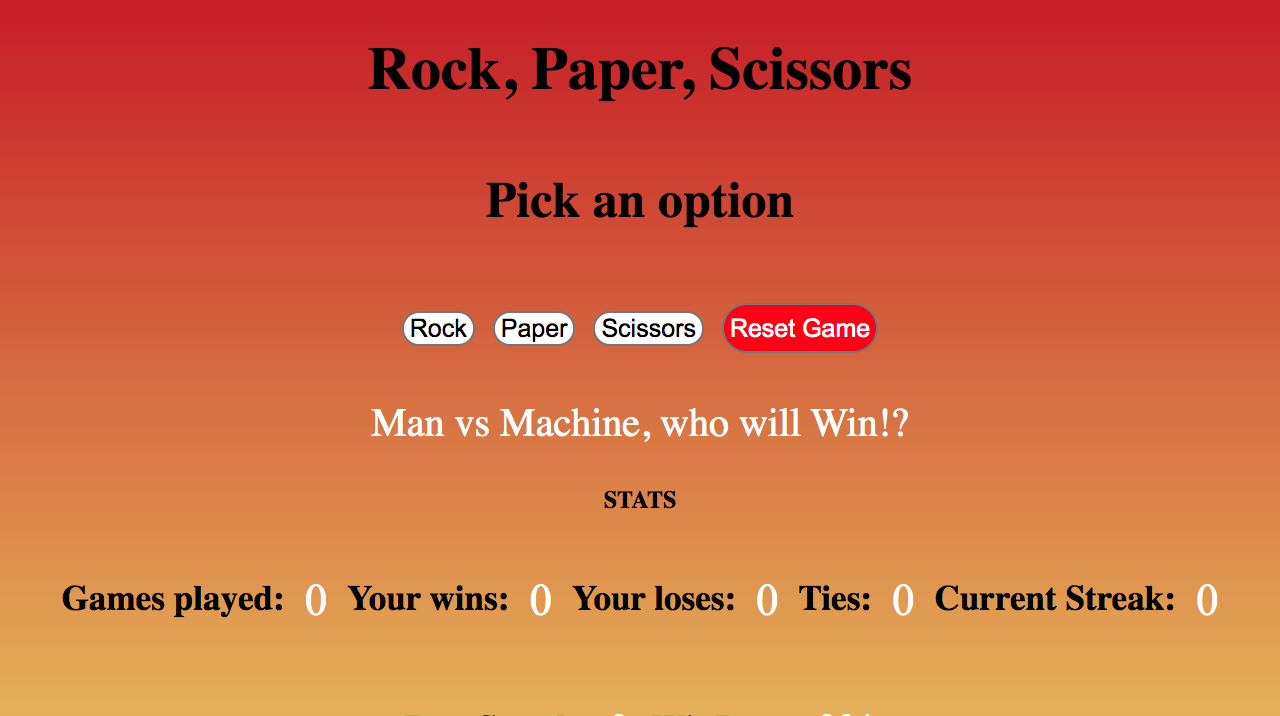 Rock, Paper, Scissors
Pick an option
Rock Paper Scissors Reset Game
Man vs Machine, who will Win!?
STATS
Games played: 0 Your wins: 0 Your loses: 0 Ties: 0 Current Streak: 0